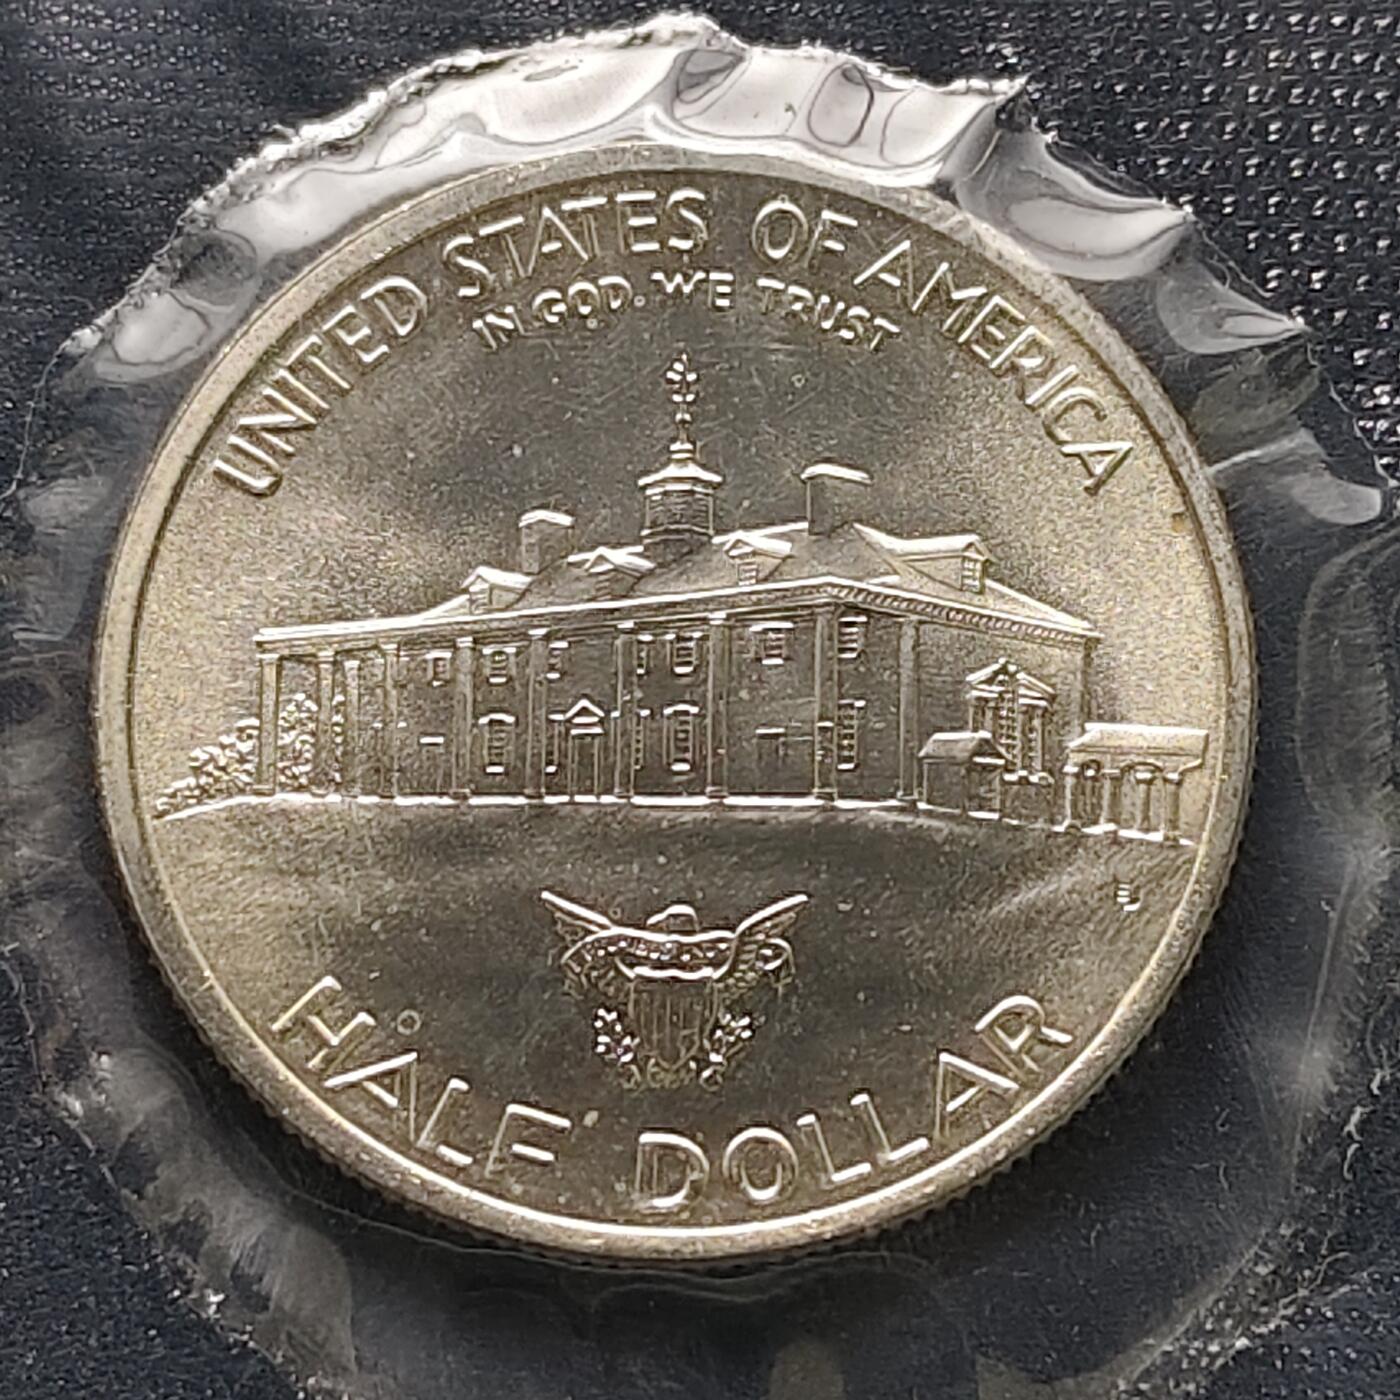 UNITED STATES OF AMERICA
IN GOD WE TRUST
HALF DOLLAR